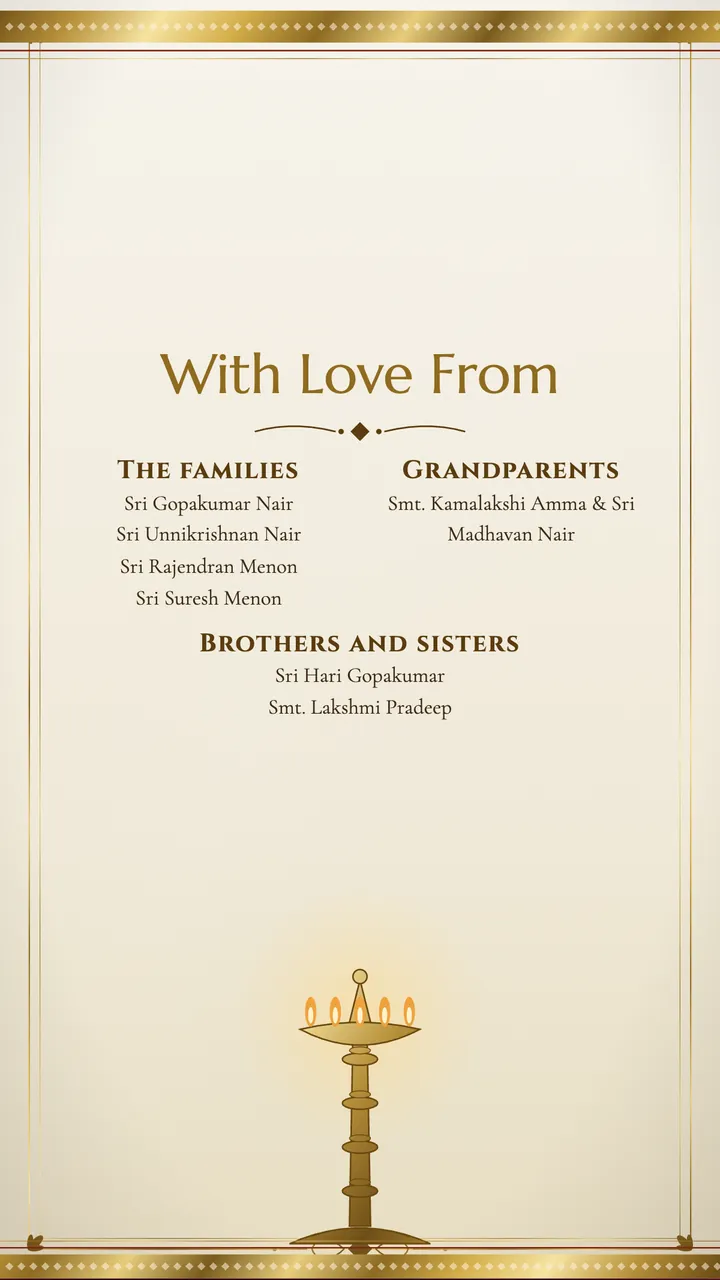 With Love From
The families
Sri Gopakumar Nair
Sri Unnikrishnan Nair
Sri Rajendran Menon
Sri Suresh Menon
Grandparents
Smt. Kamalakshi Amma & Sri
Madhavan Nair
Brothers and sisters
Sri Hari Gopakumar
Smt. Lakshmi Pradeep